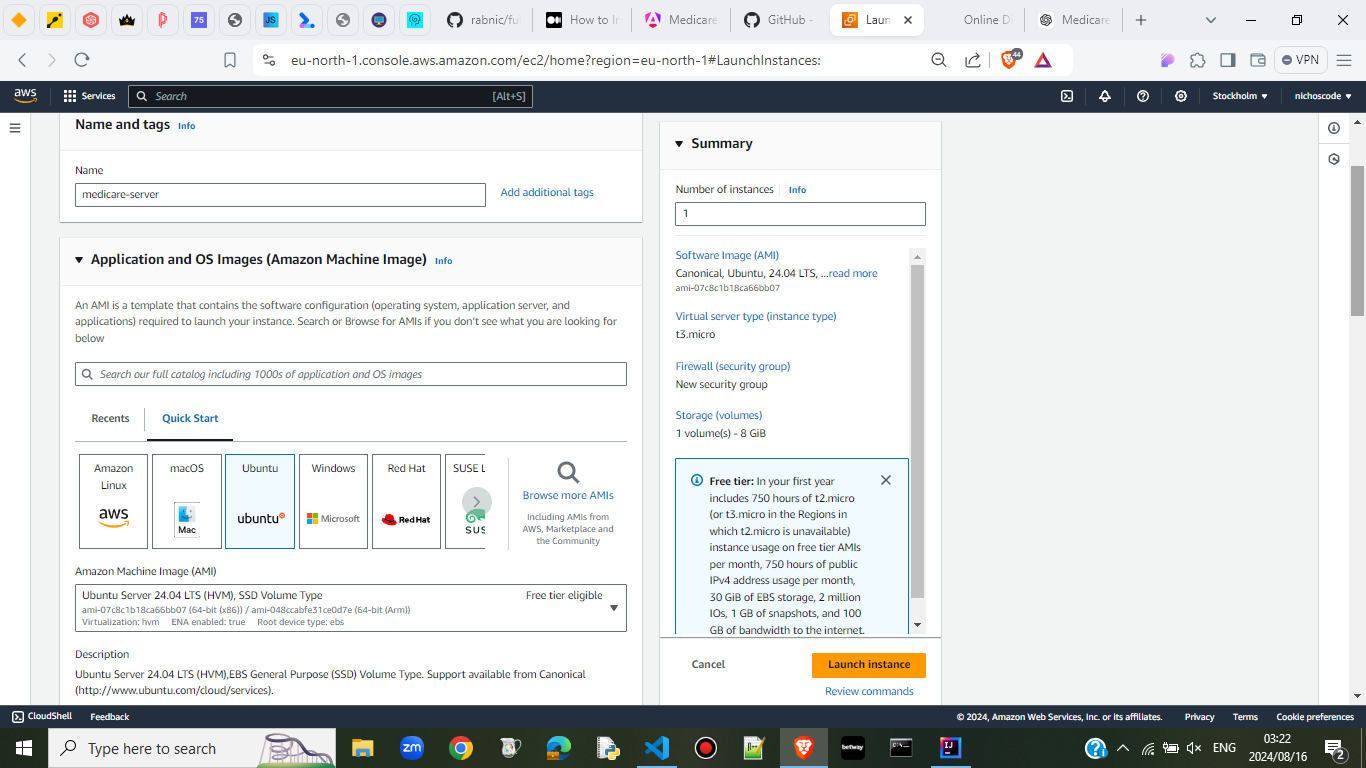 75
JS
rabnic/fu
How to In
Medicare
GitHub -
Laun
Online D
Medicare
eu-north-1.console.aws.amazon.com/ec2/home?region=eu-north-1#LaunchInstances:
44
VPN
aws
Services
Search
[Alt+S]
Stockholm
nichoscode
Name and tags Info
Name
medicare-server
Add additional tags
Application and OS Images (Amazon Machine Image) Info
An AMI is a template that contains the software configuration (operating system, application server, and
applications) required to launch your instance. Search or Browse for AMIs if you don't see what you are looking for
below
Search our full catalog including 1000s of application and OS images
Recents
Quick Start
Amazon
Linux
aws
macOS
Mac
Ubuntu
ubuntu
Windows
Microsoft
Red Hat
RedHat
SUSE L
SUS
Browse more AMIs
Including AMIs from
AWS, Marketplace and
the Community
Amazon Machine Image (AMI)
Ubuntu Server 24.04 LTS (HVM), SSD Volume Type
Free tier eligible
ami-07c8c1b18ca66bb07 (64-bit (x86)) / ami-048ccabfe31ce0d7e (64-bit (Arm))
Virtualization: hvm ENA enabled: true Root device type: ebs
Description
Ubuntu Server 24.04 LTS (HVM),EBS General Purpose (SSD) Volume Type. Support available from Canonical
(http://www.ubuntu.com/cloud/services).
Summary
Number of instances Info
1
Software Image (AMI)
Canonical, Ubuntu, 24.04 LTS, ...read more
ami-07c8c1b18ca66bb07
Virtual server type (instance type)
t3.micro
Firewall (security group)
New security group
Storage (volumes)
1 volume(s) - 8 GiB
Free tier: In your first year
includes 750 hours of t2.micro
(or t3.micro in the Regions in
which t2.micro is unavailable)
instance usage on free tier AMIs
per month, 750 hours of public
IPv4 address usage per month,
30 GiB of EBS storage, 2 million
IOs, 1 GB of snapshots, and 100
GB of bandwidth to the internet.
Cancel
Launch instance
Review commands
CloudShell
Feedback
© 2024, Amazon Web Services, Inc. or its affiliates.
Privacy
Terms
Cookie preferences
Type here to search
zm
betway
IJ
ENG
03:22
2024/08/16
2